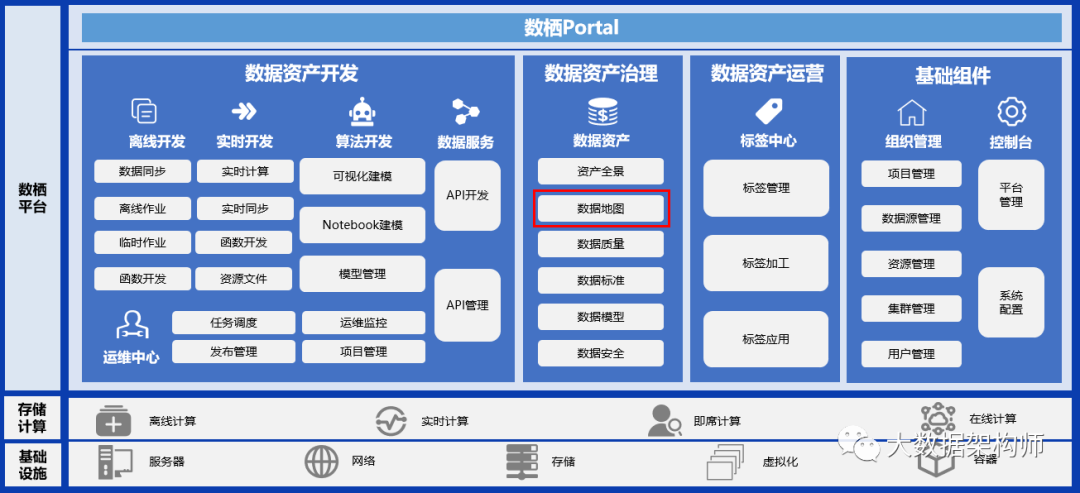 数栖Portal
数栖
平台
数据资产开发
离线开发
实时开发
算法开发
数据服务
数据同步
离线作业
临时作业
函数开发
实时计算
实时同步
函数开发
资源文件
可视化建模
Notebook建模
模型管理
API开发
API管理
运维中心
任务调度
运维监控
发布管理
项目管理
数据资产治理
数据资产
资产全景
数据地图
数据质量
数据标准
数据模型
数据安全
数据资产运营
标签中心
标签管理
标签加工
标签应用
基础组件
组织管理
控制台
项目管理
数据源管理
资源管理
集群管理
用户管理
平台
管理
系统
配置
存储
计算
离线计算
实时计算
即席计算
在线计算
基础
设施
服务器
网络
存储
虚拟化
容器
大数据架构师